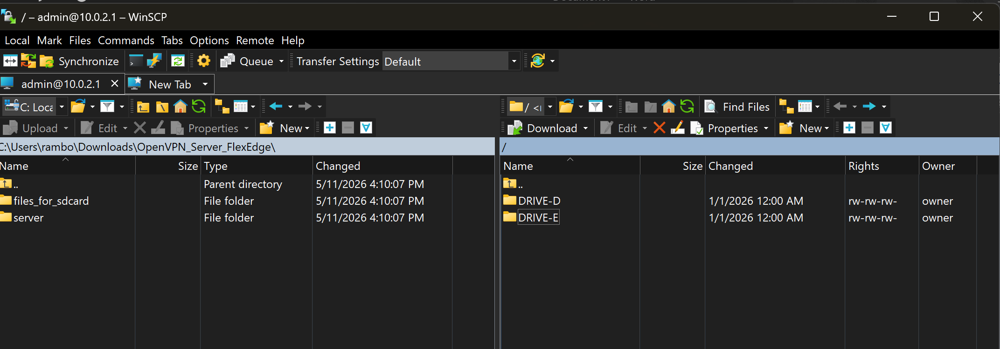 / – admin@10.0.2.1 – WinSCP
Local Mark Files Commands Tabs Options Remote Help
Synchronize Queue Transfer Settings Default
admin@10.0.2.1 New Tab
C: Loca / <| Find Files
Upload Edit Properties New Download Edit Properties New
C:\Users\rambo\Downloads\OpenVPN_Server_FlexEdge\ /
Name Size Type Changed Name Size Changed Rights Owner
.. Parent directory 5/11/2026 4:10:07 PM ..
files_for_sdcard File folder 5/11/2026 4:10:07 PM DRIVE-D 1/1/2026 12:00 AM rw-rw-rw- owner
server File folder 5/11/2026 4:10:07 PM DRIVE-E 1/1/2026 12:00 AM rw-rw-rw- owner